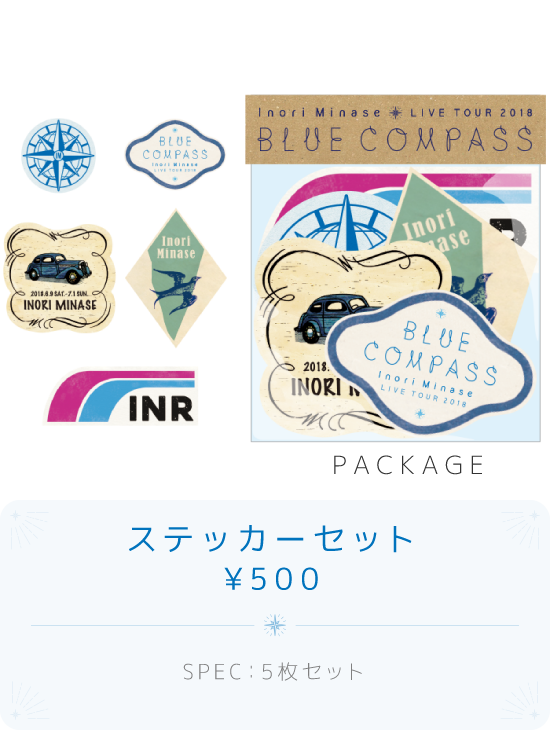 IM
BLUE
COMPASS
Inori Minase
LIVE TOUR 2018
Inori
Minase
2018.6.9 SAT.-7.1 SUN.
INORI MINASE
INR
Inori Minase LIVE TOUR 2018
BLUE COMPASS
Inori
Minase
R
2018.
INORI M
BLUE
COMPASS
Inori Minase
LIVE TOUR 2018
PACKAGE
ステッカーセット
¥500
SPEC：5枚セット